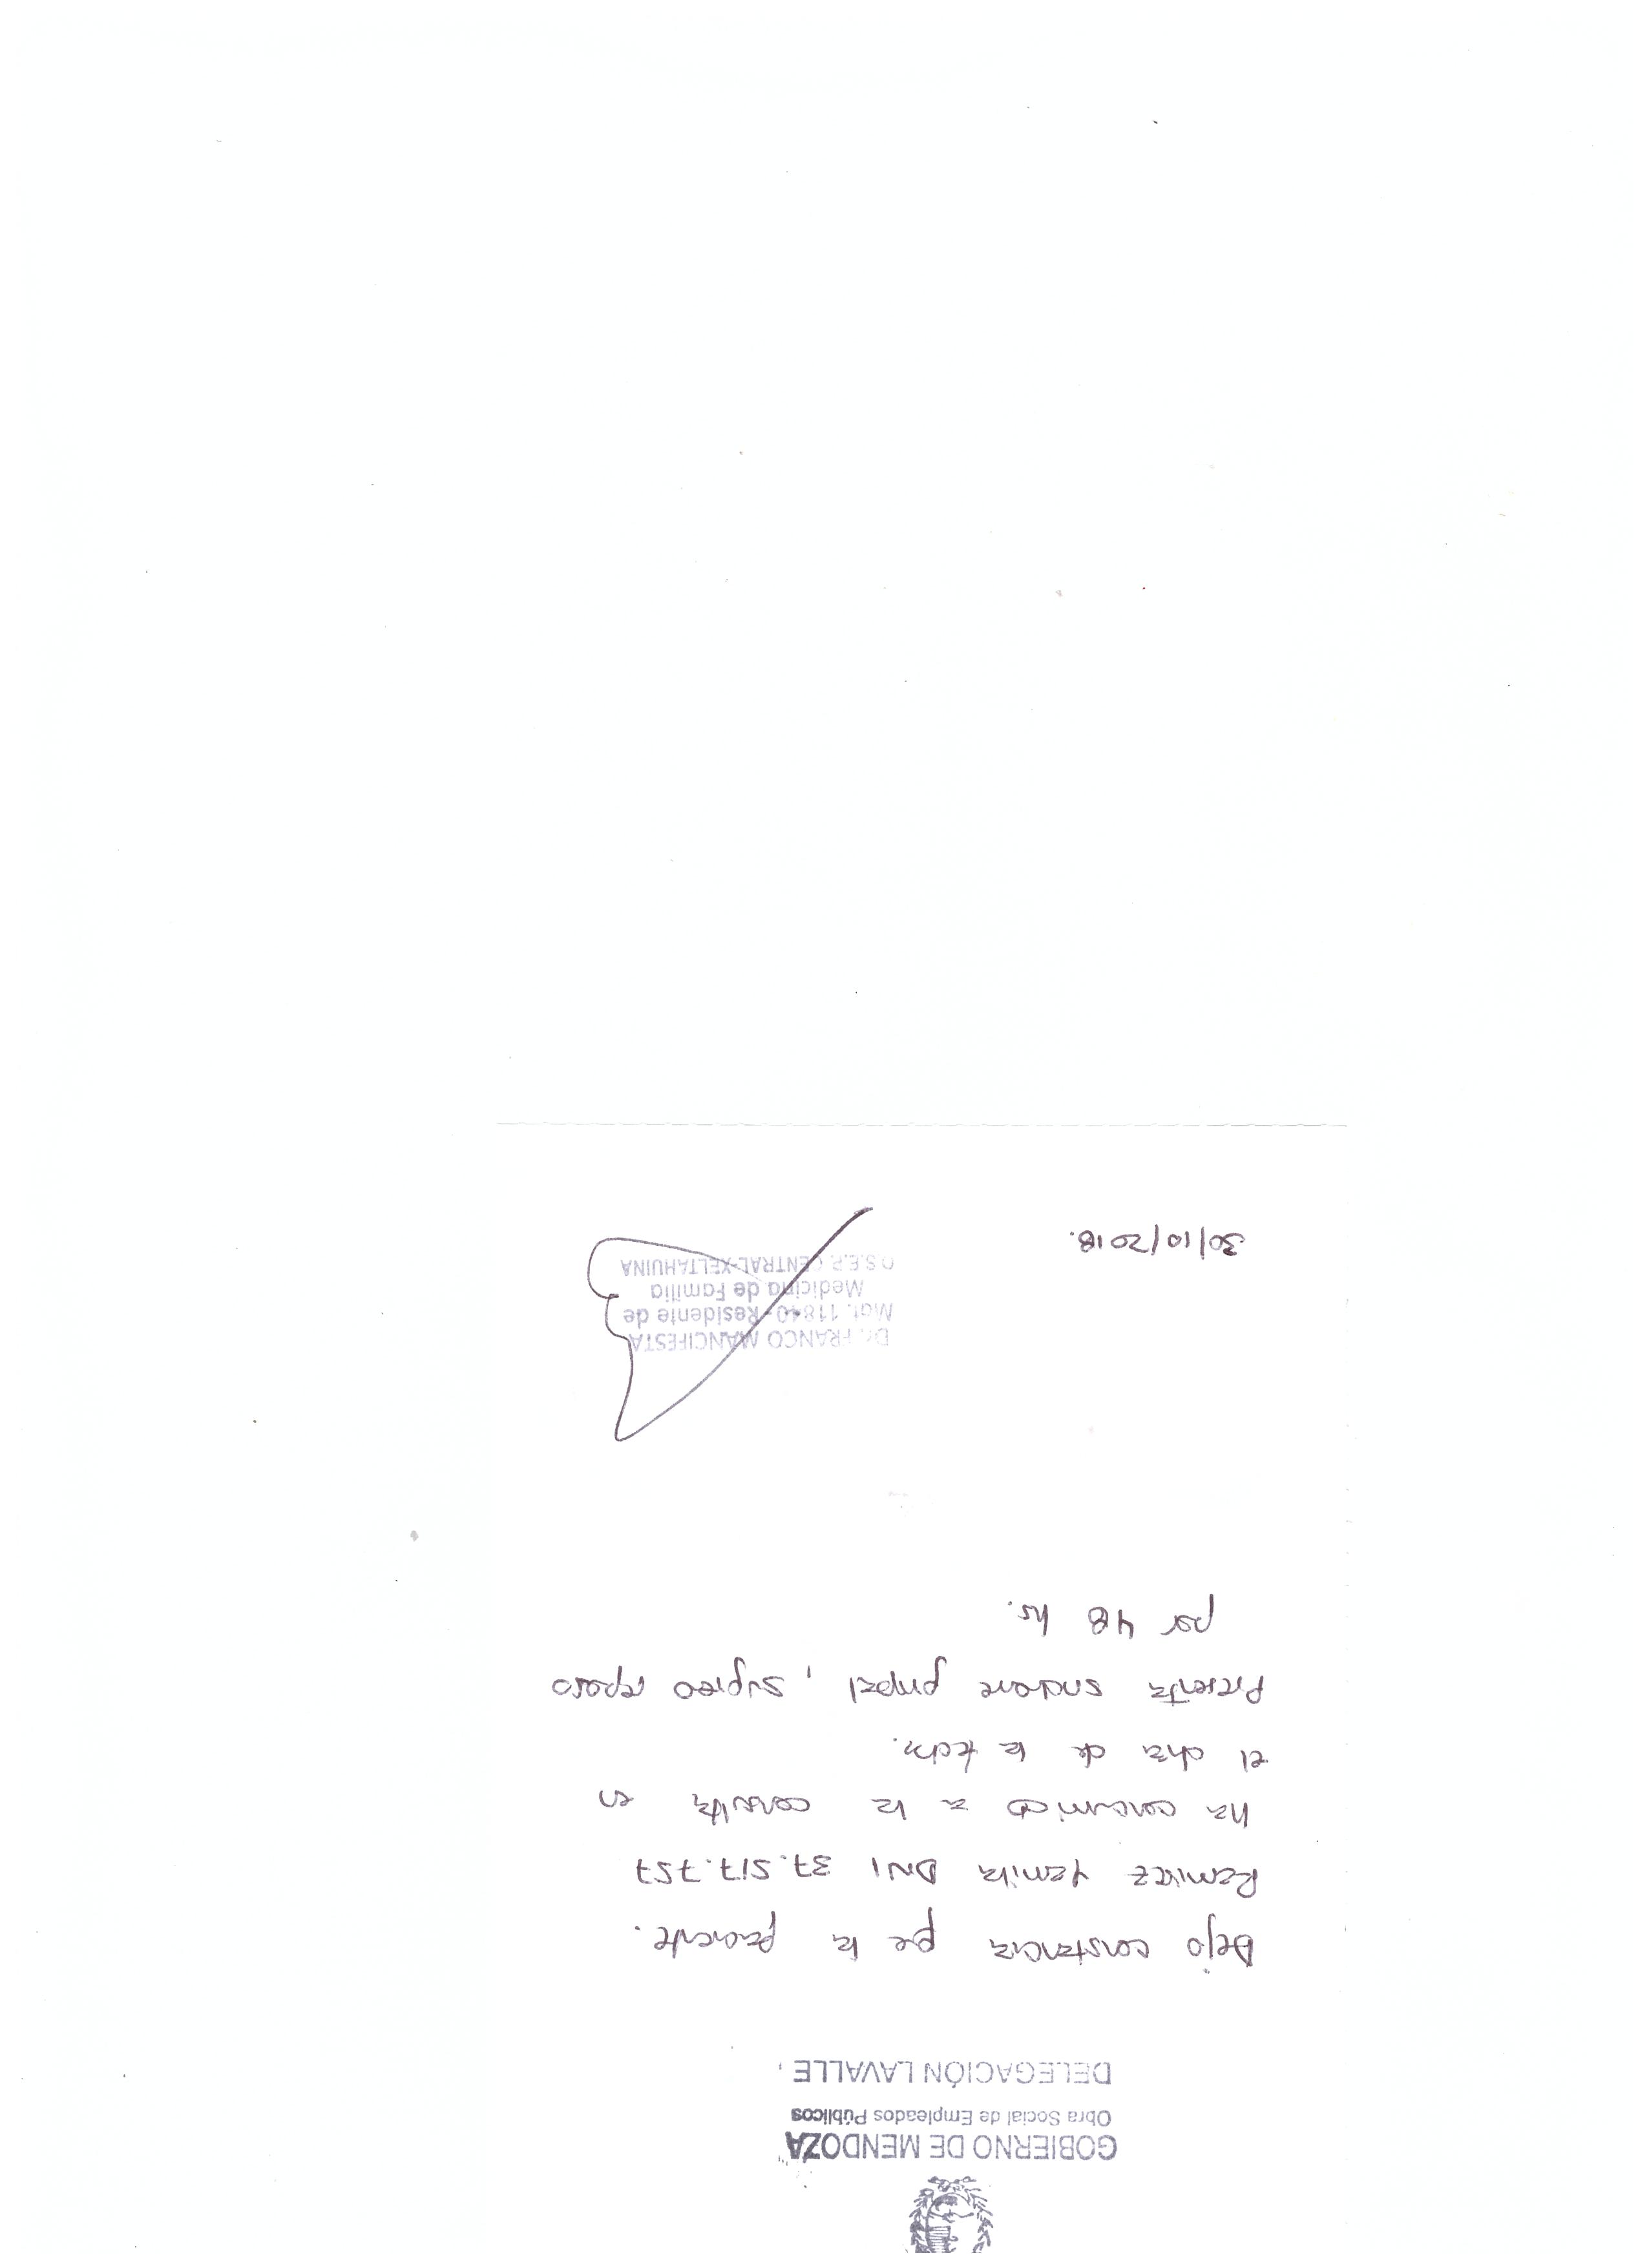 GOBIERNO DE MENDOZA
Obra Social de Empleados Públicos
DELEGACIÓN LAVALLE
Dejo constancia que la paciente.
Ramirez Yamila DNI 37.517.757
ha concurrido a la consulta, en
el día de la fecha.
Presenta síndrome gripal, sugiero reposo
por 48 hs.
Dr. FRANCO MANCIFESTA
Mat. 11840 - Residente de
Medicina de Familia
O.S.E.P. CENTRAL-XELTAHUINA
30/10/2018.